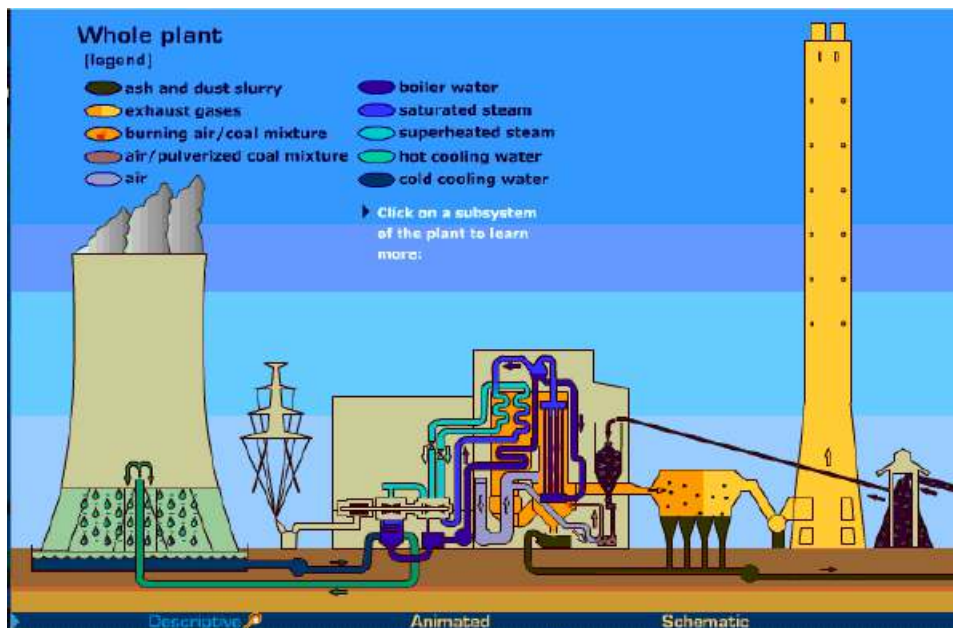 Whole plant
[legend]
ash and dust slurry
exhaust gases
burning air/coal mixture
air/pulverized coal mixture
air
boiler water
saturated steam
superheated steam
hot cooling water
cold cooling water
Click on a subsystem
of the plant to learn
more:
Descriptive
Animated
Schematic